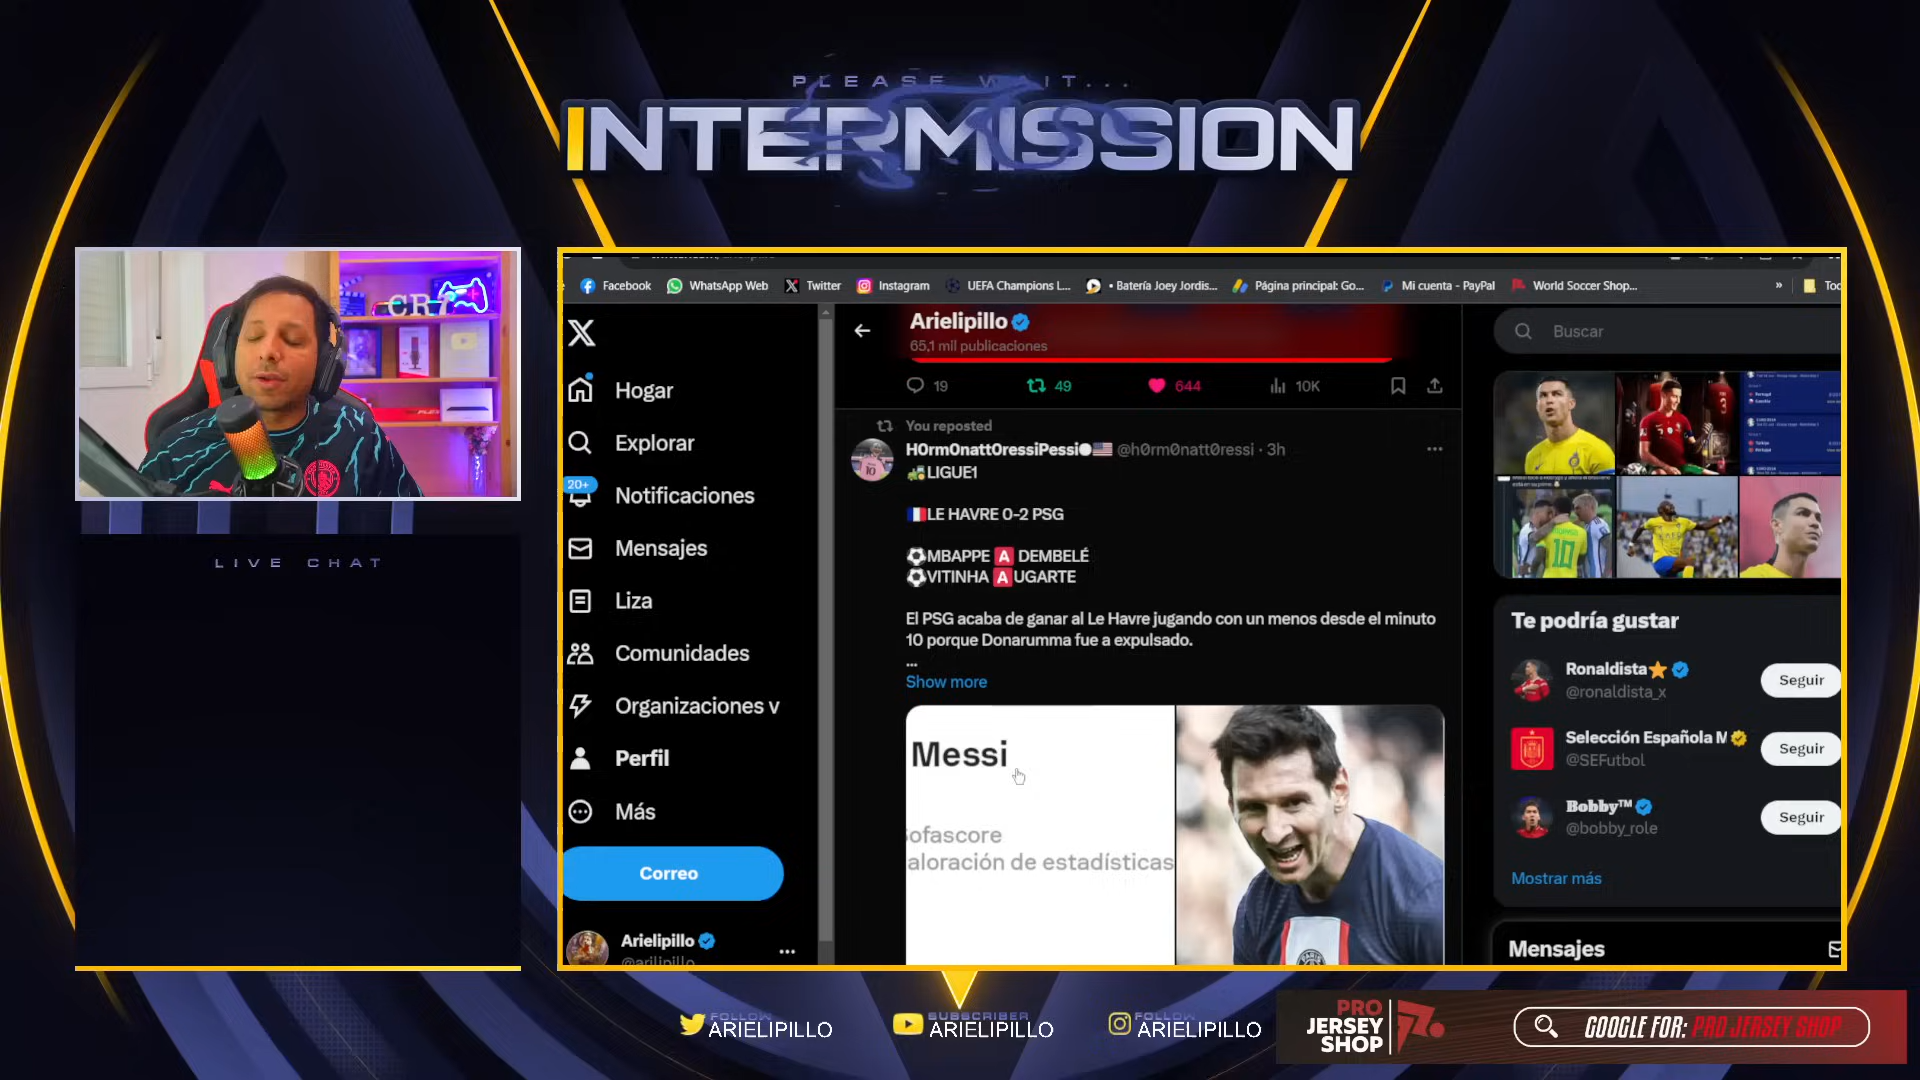 PLEASE WAIT...
INTERMISSION
CR7
LIVE CHAT
Facebook
WhatsApp Web
Twitter
Instagram
UEFA Champions L...
• Batería Joey Jordis...
Página principal: Go...
Mi cuenta - PayPal
World Soccer Shop...
»
Hogar
Explorar
20+
Notificaciones
Mensajes
Liza
Comunidades
Organizaciones v
Perfil
Más
Correo
Arielipillo
@arilipillo
Arielipillo
65,1 mil publicaciones
19
49
644
10K
You reposted
H0rm0natt0ressiPessi @h0rm0natt0ressi · 3h
LIGUE1
LE HAVRE 0-2 PSG
MBAPPE A DEMBELÉ
VITINHA A UGARTE
El PSG acaba de ganar al Le Havre jugando con un menos desde el minuto
10 porque Donarumma fue a expulsado.
...
Show more
Messi
ofascore
aloración de estadísticas
Buscar
Te podría gustar
Ronaldista
@ronaldista_x
Seguir
Selección Española M
@SEFutbol
Seguir
Bobby™
@bobby_role
Seguir
Mostrar más
Mensajes
FOLLOW
ARIELIPILLO
SUBSCRIBER
ARIELIPILLO
FOLLOW
ARIELIPILLO
PRO
JERSEY
SHOP
GOOGLE FOR: PRO JERSEY SHOP